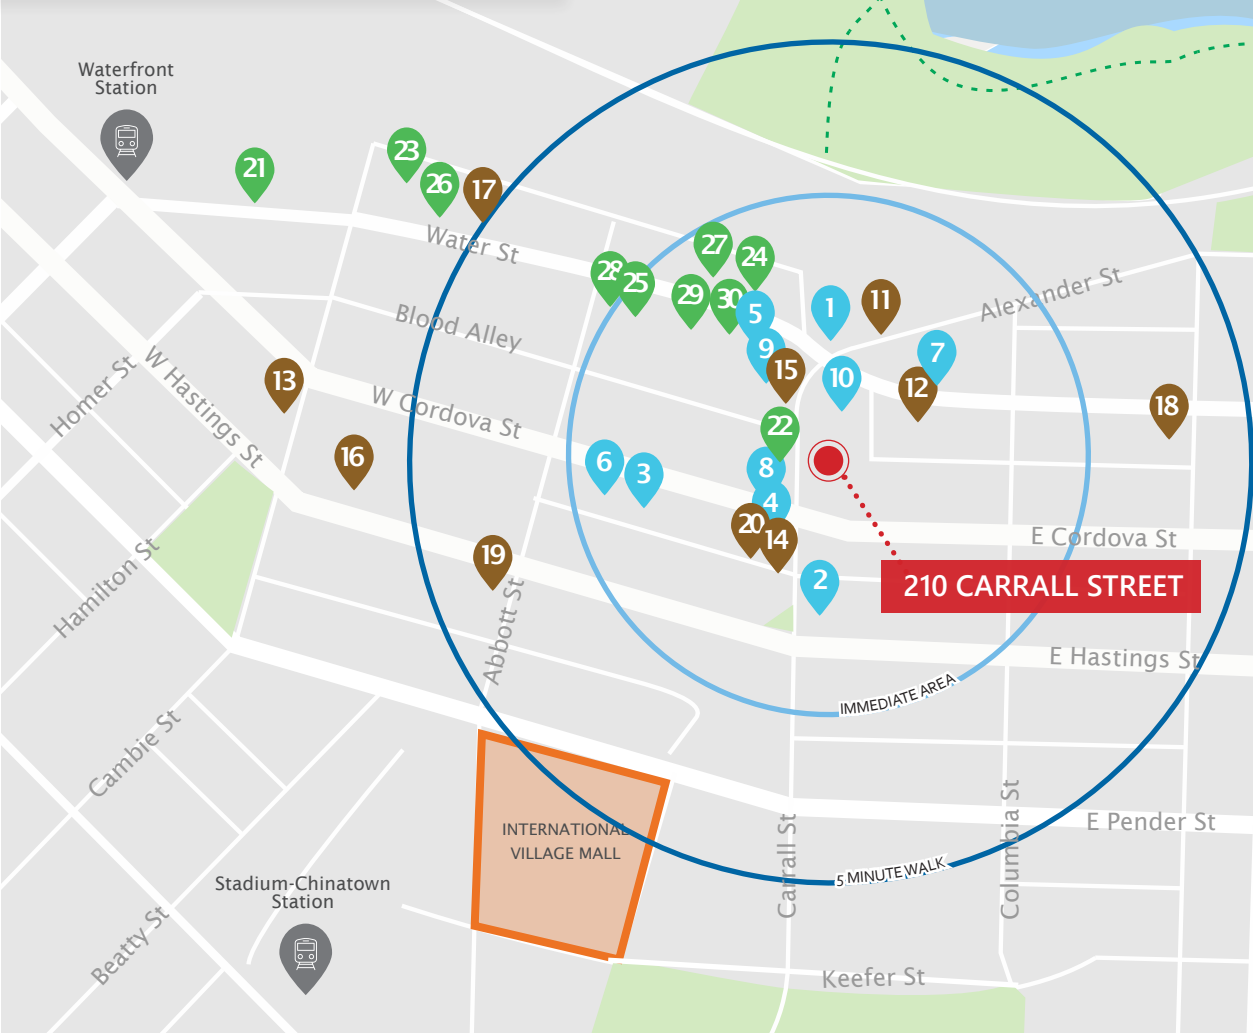 Waterfront
Station
21
23
26
17
Water St
27
24
28
25
29
30
5
1
11
Alexander St
Blood Alley
9
15
10
7
12
18
Homer St
W Hastings St
13
W Cordova St
22
16
6
3
8
4
20
14
E Cordova St
19
2
210 CARRALL STREET
Hamilton St
Abbott St
E Hastings St
IMMEDIATE AREA
Cambie St
INTERNATIONAL
VILLAGE MALL
Carrall St
Columbia St
E Pender St
5 MINUTE WALK
Stadium-Chinatown
Station
Beatty St
Keefer St